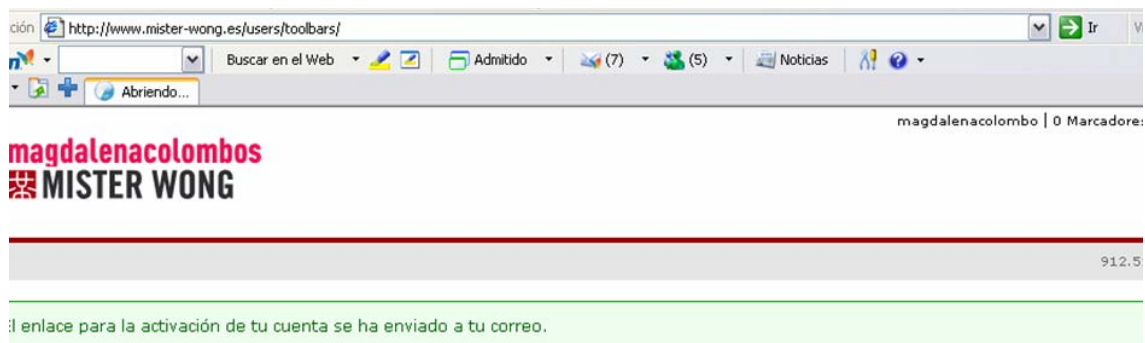 ción http://www.mister-wong.es/users/toolbars/ Ir
Buscar en el Web Admitido (7) (5) Noticias
Abriendo...
magdalenacolombo | 0 Marcadores
magdalenacolombos
MISTER WONG
912.5
El enlace para la activación de tu cuenta se ha enviado a tu correo.